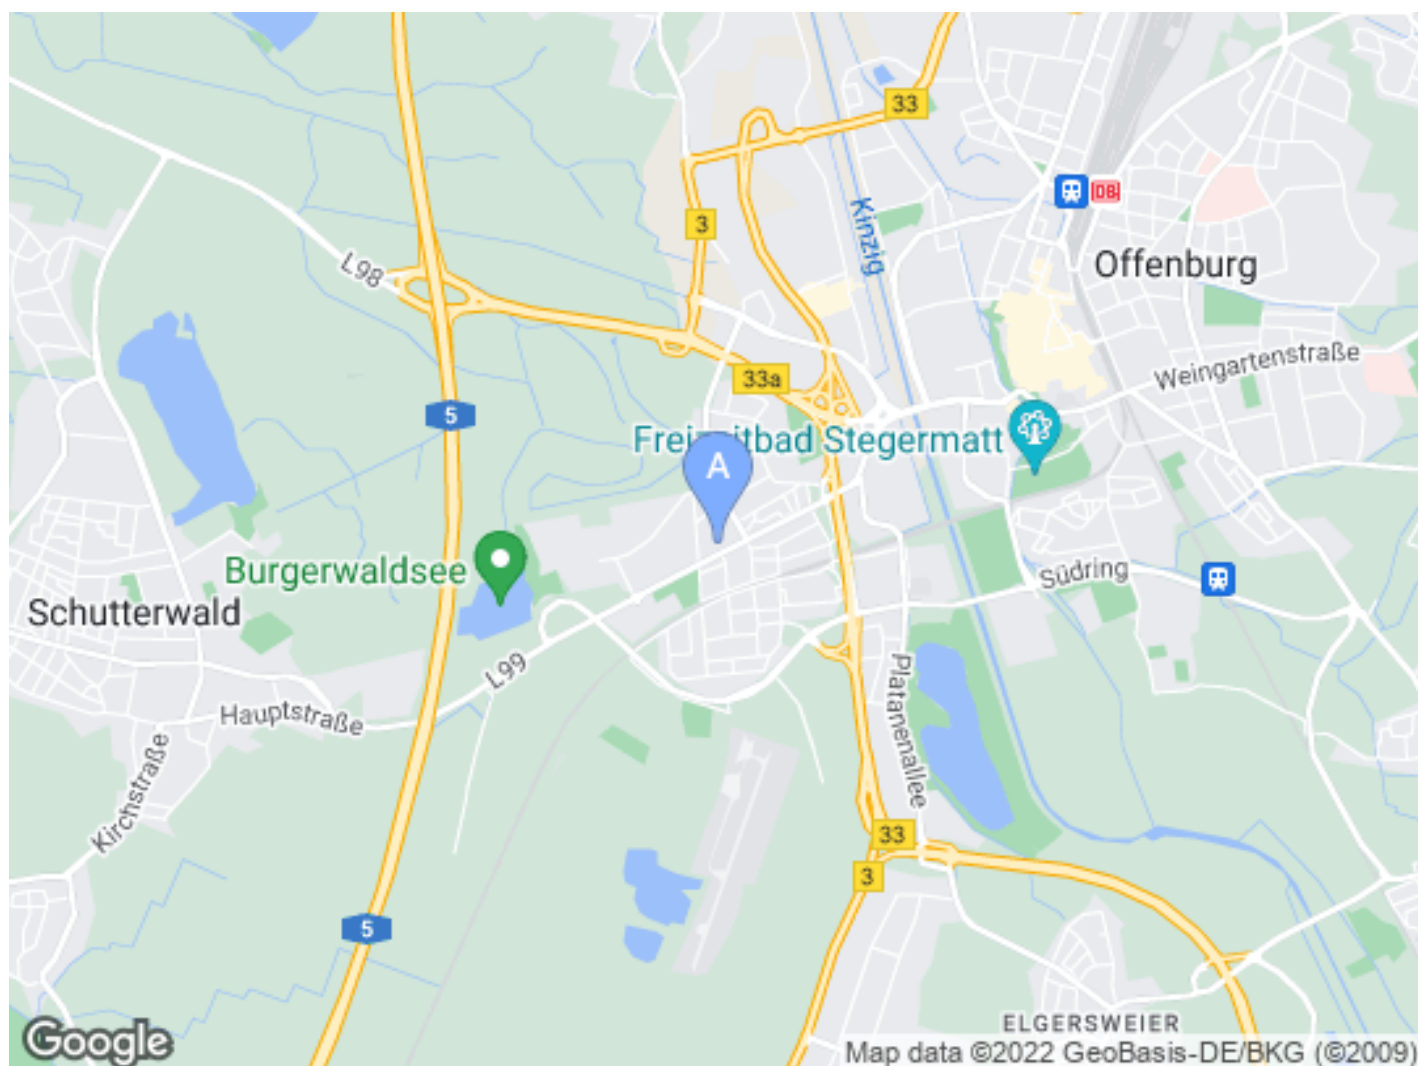 33
3
L98
Kinzig
DB
Offenburg
Weingartenstraße
33a
5
A
Freizeitbad Stegermatt
Burgerwaldsee
Schutterwald
Südring
L99
Platanenallee
Hauptstraße
Kirchstraße
33
3
5
ELGERSWEIER
Google
Map data ©2022 GeoBasis-DE/BKG (©2009)